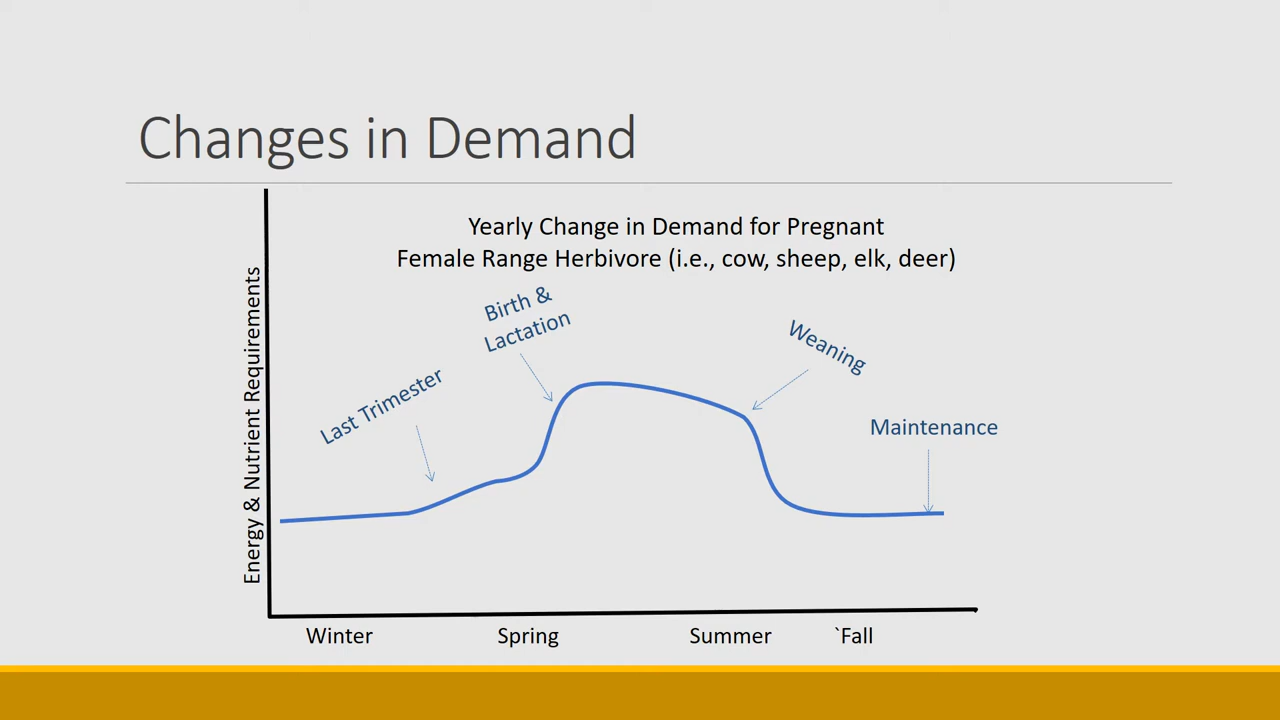 Changes in Demand
Yearly Change in Demand for Pregnant
Female Range Herbivore (i.e., cow, sheep, elk, deer)
Energy & Nutrient Requirements
Last Trimester
Birth &
Lactation
Weaning
Maintenance
Winter
Spring
Summer
`Fall